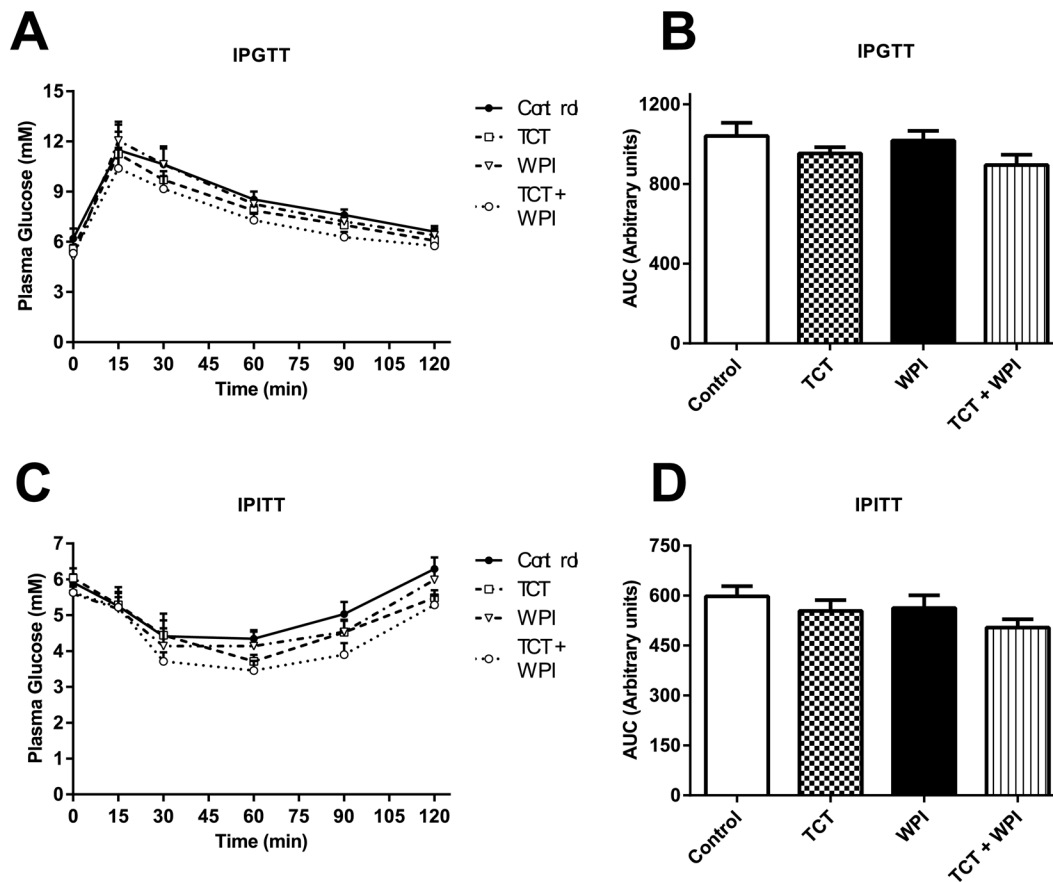 A
IPGTT
Plasma Glucose (mM)
15
12
9
6
3
0
0 15 30 45 60 75 90 105 120
Time (min)
Cart rol
TCT
WPI
TCT+
WPI
B
IPGTT
AUC (Arbitrary units)
1200
800
400
0
Control
TCT
WPI
TCT + WPI
C
IPITT
Plasma Glucose (mM)
7
6
5
4
3
2
1
0
0 15 30 45 60 75 90 105 120
Time (min)
Cart rol
TCT
WPI
TCT+
WPI
D
IPITT
AUC (Arbitrary units)
750
600
450
300
150
0
Control
TCT
WPI
TCT + WPI